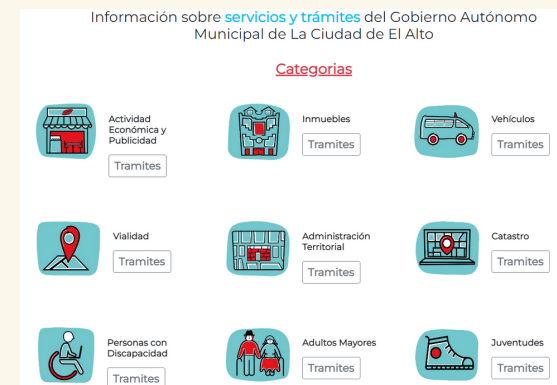 Información sobre servicios y trámites del Gobierno Autónomo
Municipal de La Ciudad de El Alto
Categorias
Actividad
Económica y
Publicidad
Tramites
Inmuebles
Tramites
Vehículos
Tramites
Vialidad
Tramites
Administración
Territorial
Tramites
Catastro
Tramites
Personas con
Discapacidad
Tramites
Adultos Mayores
Tramites
Juventudes
Tramites